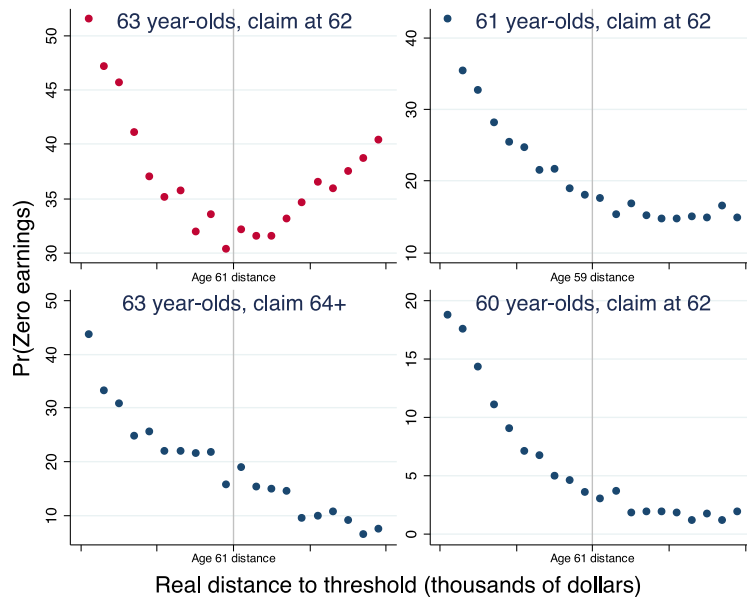 Pr(Zero earnings)
63 year-olds, claim at 62
50
45
40
35
30
Age 61 distance
61 year-olds, claim at 62
40
30
20
10
Age 59 distance
63 year-olds, claim 64+
50
40
30
20
10
Age 61 distance
60 year-olds, claim at 62
20
15
10
5
0
Age 61 distance
Real distance to threshold (thousands of dollars)